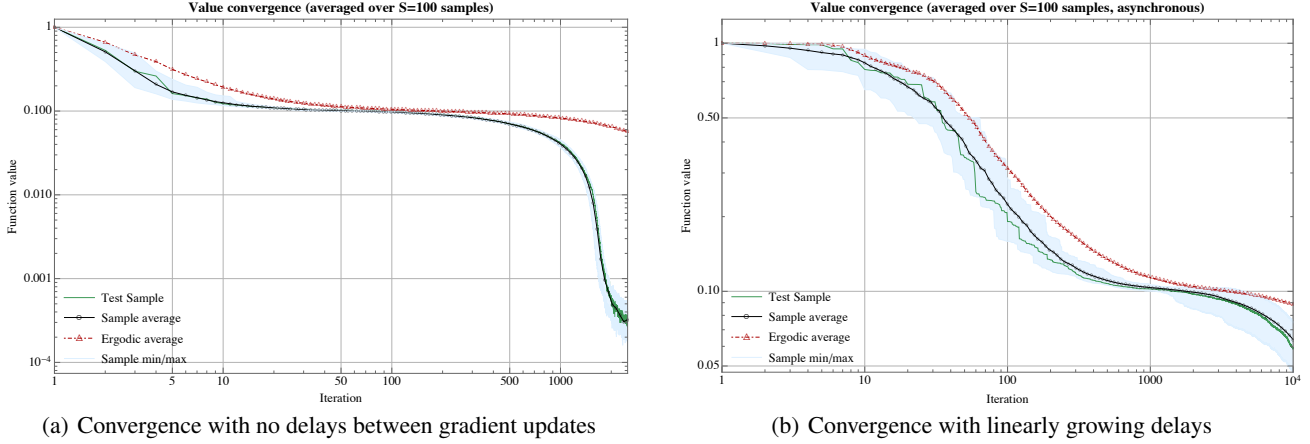 Value convergence (averaged over S=100 samples)
1
0.100
0.010
0.001
10⁻⁴
Function value
Test Sample
Sample average
Ergodic average
Sample min/max
1 5 10 50 100 500 1000
Iteration
(a) Convergence with no delays between gradient updates
Value convergence (averaged over S=100 samples, asynchronous)
1
0.50
0.10
0.05
Function value
Test Sample
Sample average
Ergodic average
Sample min/max
1 10 100 1000 10⁴
Iteration
(b) Convergence with linearly growing delays